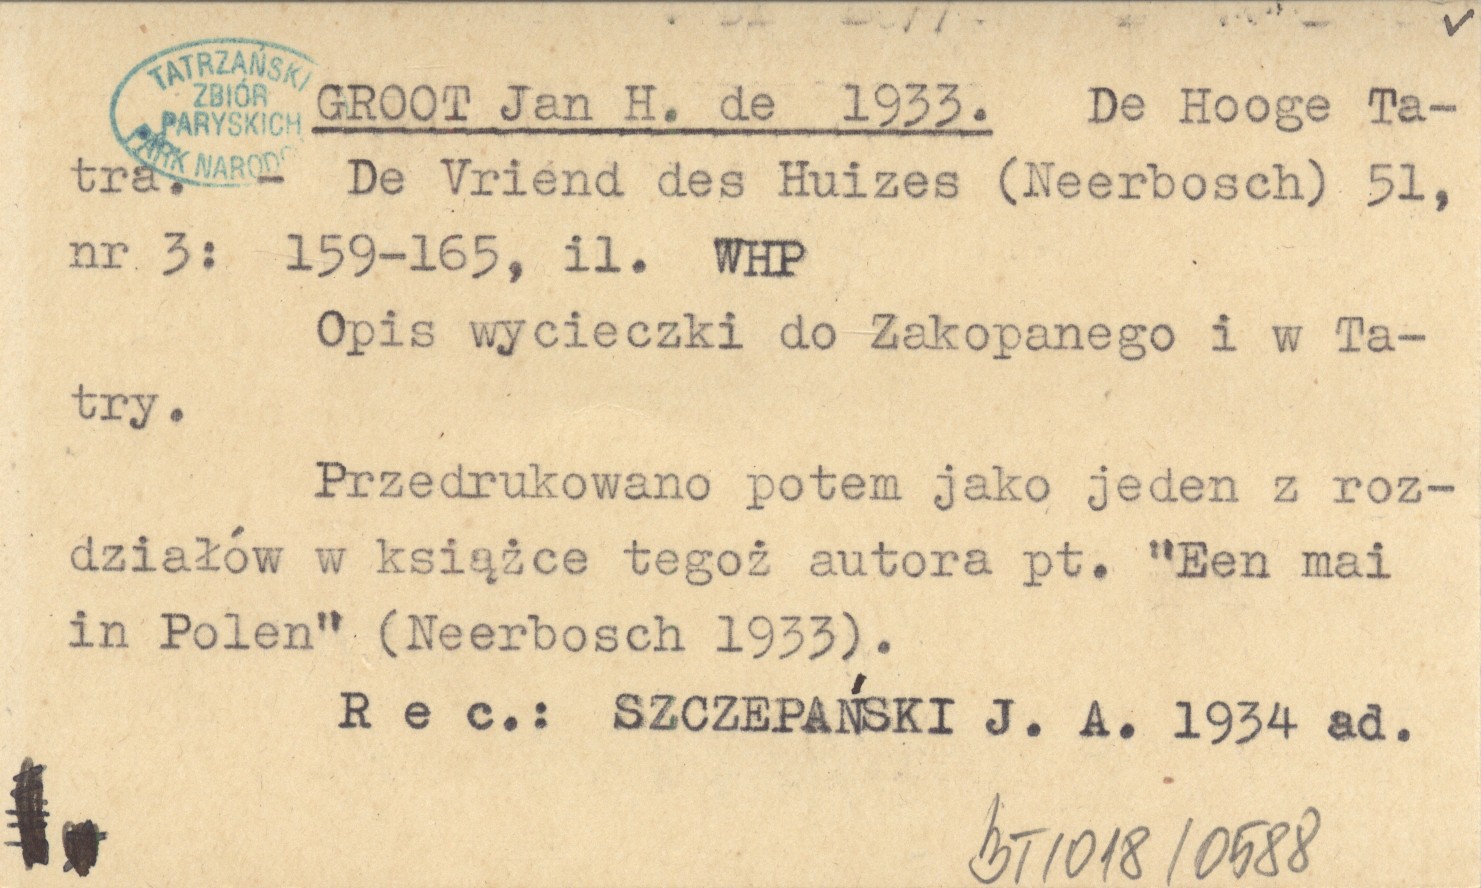 TATRZAŃSKI
ZBIÓR
PARYSKICH
PARK NARODO
GROOT Jan H. de 1933. De Hooge Ta-
tra. - De Vriend des Huizes (Neerbosch) 51,
nr 3: 159-165, il. WHP
Opis wycieczki do Zakopanego i w Ta-
try.
Przedrukowano potem jako jeden z roz-
działów w książce tegoż autora pt. "Een mai
in Polen" (Neerbosch 1933).
R e c.: SZCZEPAŃSKI J. A. 1934 ad.
BT/018/0588